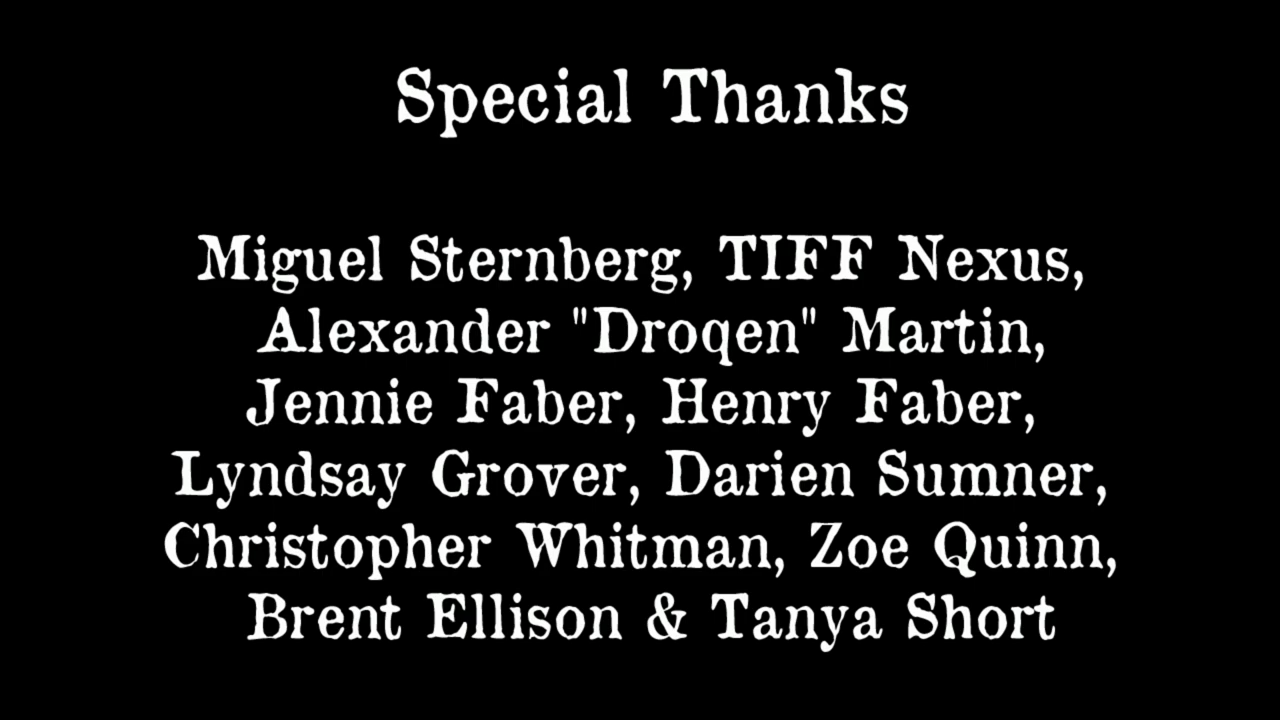 Special Thanks
Miguel Sternberg, TIFF Nexus,
Alexander "Droqen" Martin,
Jennie Faber, Henry Faber,
Lyndsay Grover, Darien Sumner,
Christopher Whitman, Zoe Quinn,
Brent Ellison & Tanya Short